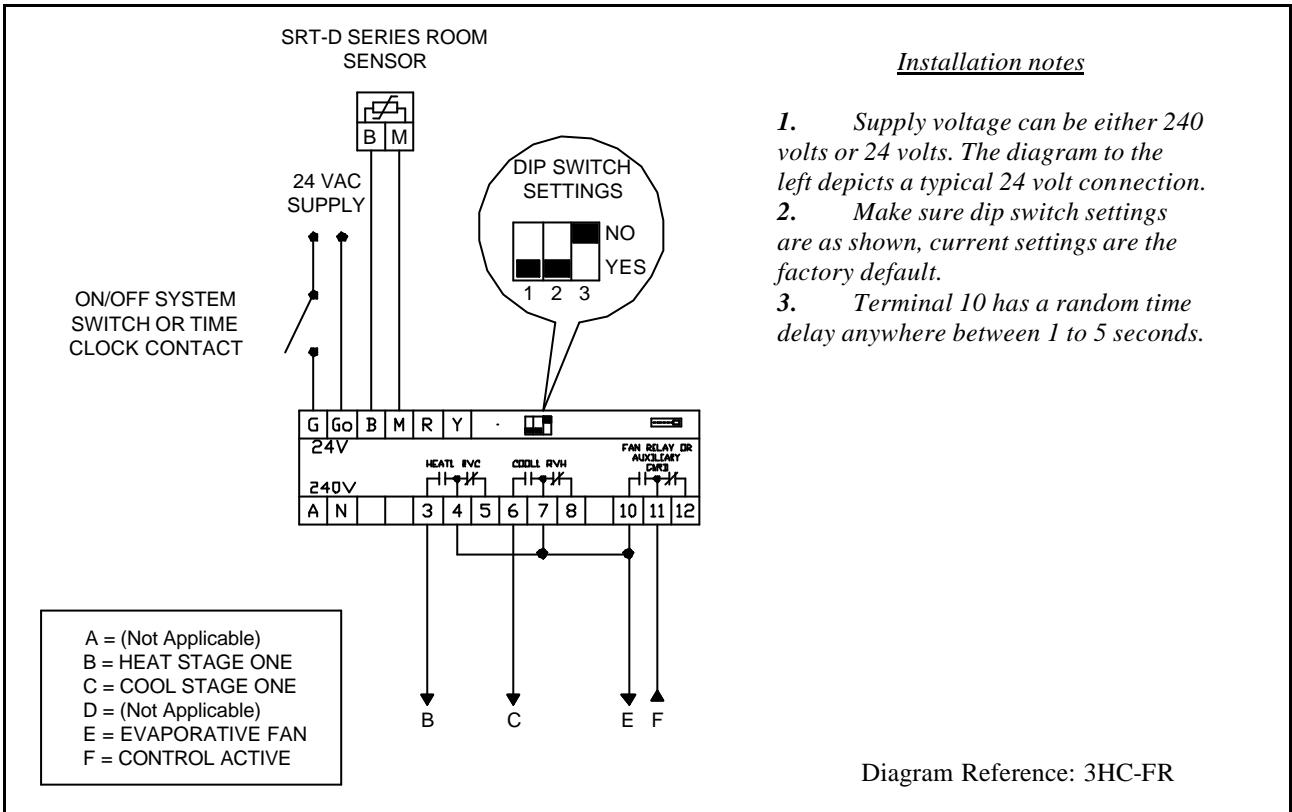 SRT-D SERIES ROOM
SENSOR
B M
24 VAC
SUPPLY
DIP SWITCH
SETTINGS
NO
YES
1 2 3
ON/OFF SYSTEM
SWITCH OR TIME
CLOCK CONTACT
G Go B M R Y
24V
HEAT1 RVC
COOL1 RVH
FAN RELAY OR
AUXILIARY
240V
A N 3 4 5 6 7 8 10 11 12
A = (Not Applicable)
B = HEAT STAGE ONE
C = COOL STAGE ONE
D = (Not Applicable)
E = EVAPORATIVE FAN
F = CONTROL ACTIVE
B C E F
Installation notes
1. Supply voltage can be either 240
volts or 24 volts. The diagram to the
left depicts a typical 24 volt connection.
2. Make sure dip switch settings
are as shown, current settings are the
factory default.
3. Terminal 10 has a random time
delay anywhere between 1 to 5 seconds.
Diagram Reference: 3HC-FR